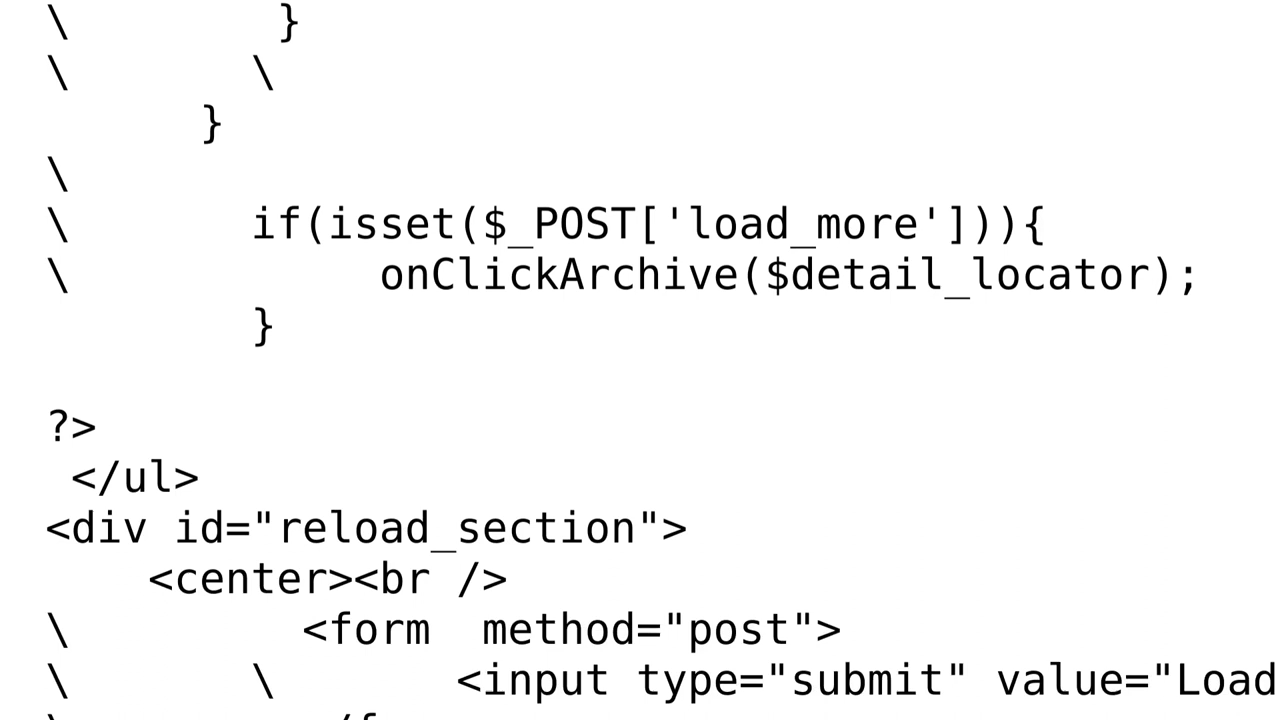 \         }
\        \
      }
\
\        if(isset($_POST['load_more'])){
\             onClickArchive($detail_locator);
        }

?>
 </ul>
<div id="reload_section">
    <center><br />
\          <form  method="post">
\        \        <input type="submit" value="Load